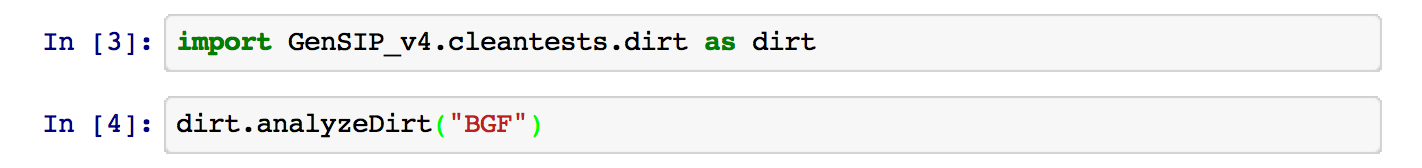 In [3]: import GenSIP_v4.cleantests.dirt as dirt
In [4]: dirt.analyzeDirt("BGF")